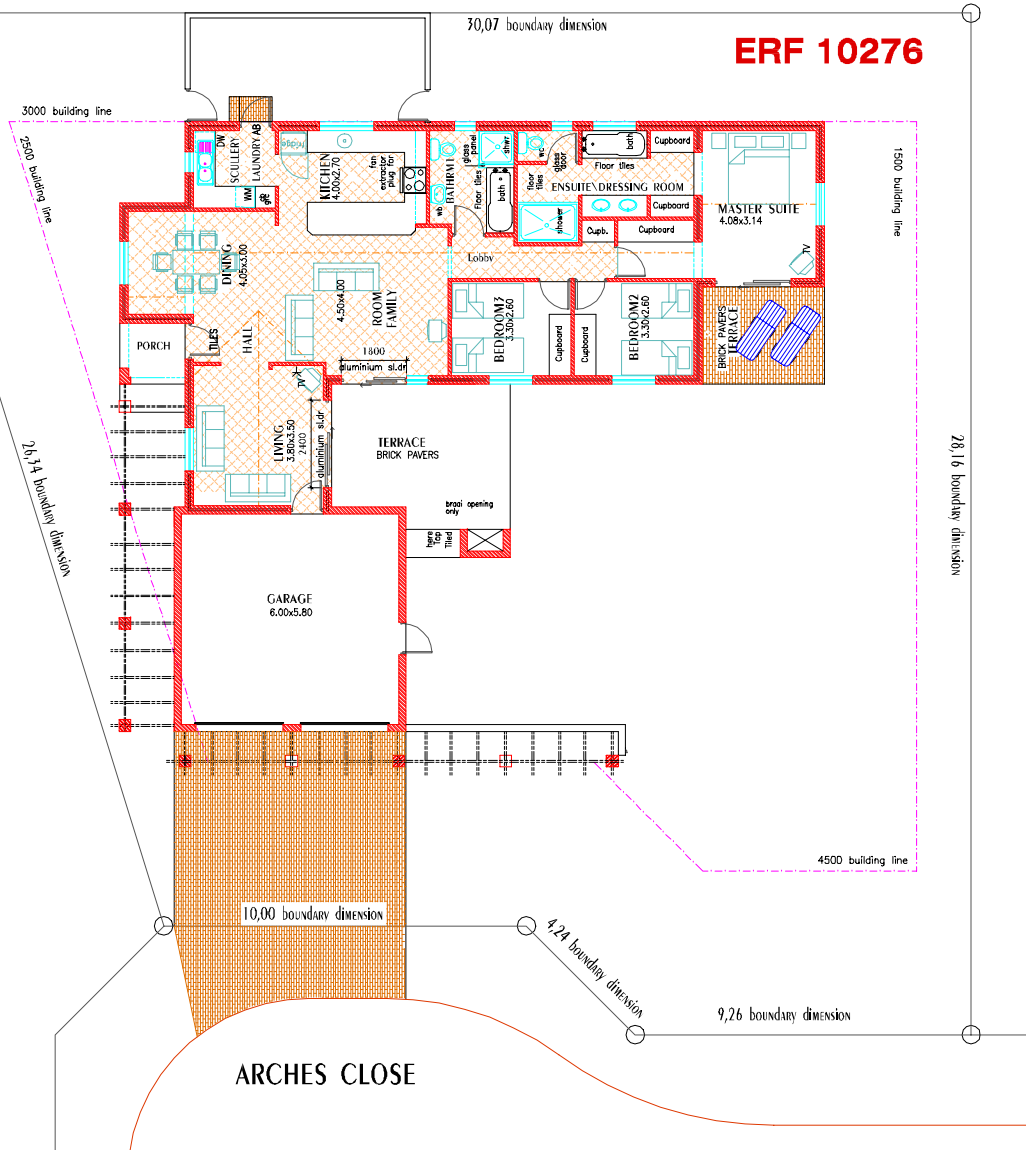 30,07 boundary dimension
ERF 10276
3000 building line
2500 building line
1500 building line
DW
SCULLERY
LAUNDRY
AB
WM
fridge
KITCHEN
4.00x2.70
fan
extractor
plug for
BATHRM1
wb
Floor tiles
glass
panel
shwr
bath
wc
glass
door
floor
tiles
bath
Floor tiles
Cupboard
ENSUITE\DRESSING ROOM
Cupboard
shower
Cupb.
Cupboard
MASTER SUITE
4.08x3.14
TV
DINING
4.05x3.00
Lobby
4.50x4.00
ROOM
FAMILY
BEDROOM3
3.30x2.60
Cupboard
Cupboard
BEDROOM2
3.30x2.60
BRICK PAVERS
TERRACE
PORCH
TILES
HALL
1800
aluminium sl.dr
TV
LIVING
3.80x3.50
2400
aluminium sl.dr
TERRACE
BRICK PAVERS
braai opening
only
here
Top
Tiled
26,34 boundary dimension
28,16 boundary dimension
GARAGE
6.00x5.80
4500 building line
10,00 boundary dimension
4,24 boundary dimension
9,26 boundary dimension
ARCHES CLOSE